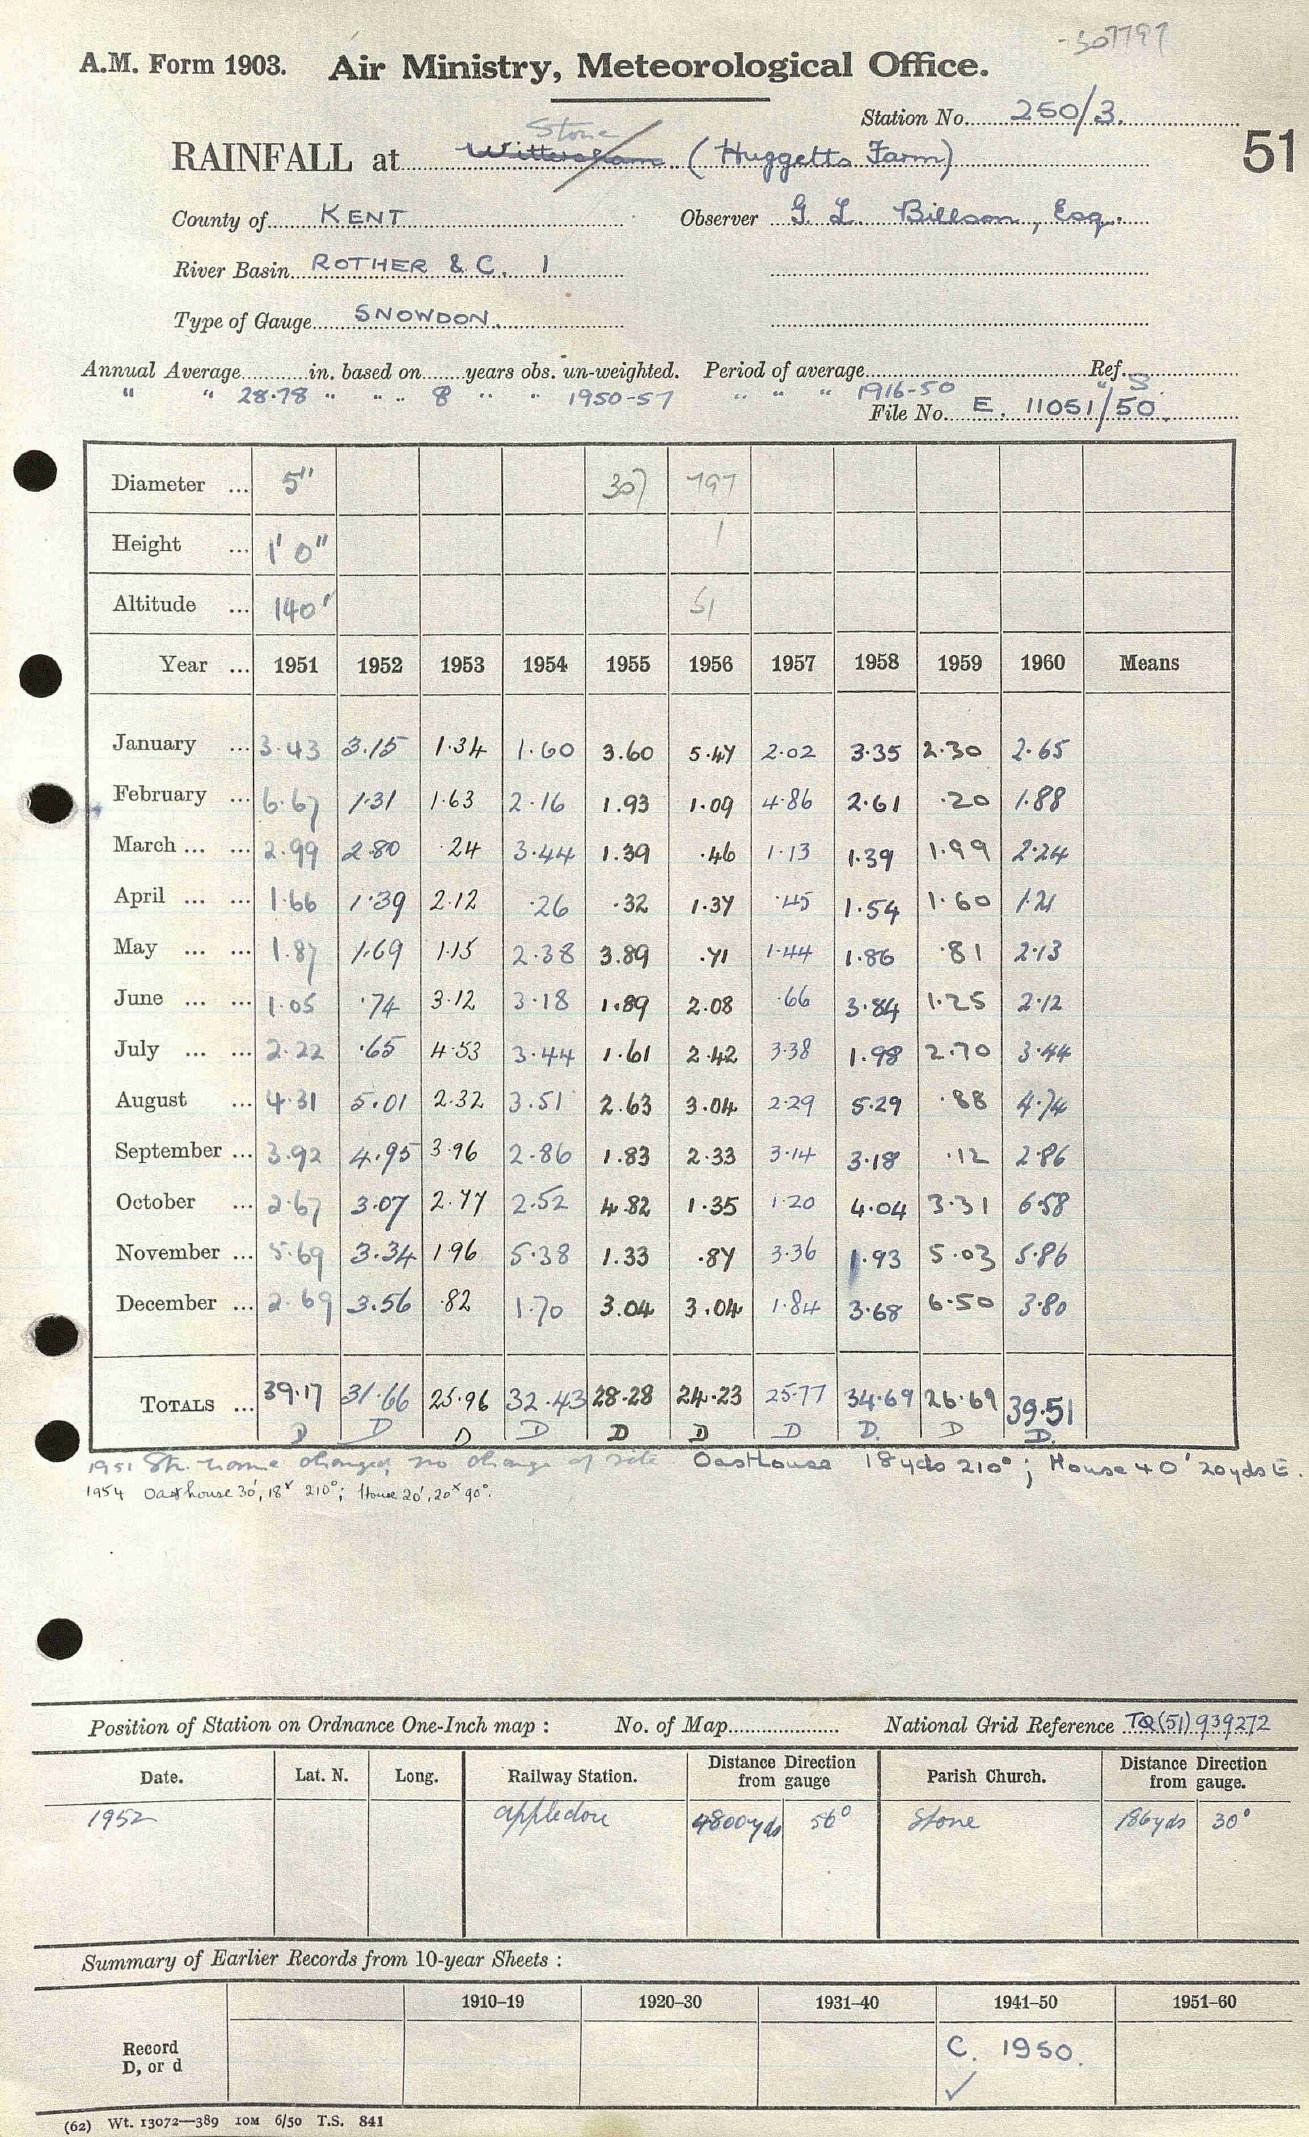 -307797
A.M. Form 1903. Air Ministry, Meteorological Office.
Station No. 250/3.
Stone
RAINFALL at Wittersham (Huggetts Farm)
51
County of KENT Observer G. L. Billson, Esq.
River Basin ROTHER & C. 1
Type of Gauge SNOWDON.
Annual Average in. based on years obs. un-weighted. Period of average Ref.
" " 28.78 " " " 8 " " 1950-57 " " " 1916-50 " S.
File No. E. 11051/50.
Diameter ... 5" 307 797
Height ... 1' 0" 1
Altitude ... 140' 51
Year ... 1951 1952 1953 1954 1955 1956 1957 1958 1959 1960 Means
January ... 3.43 3.15 1.34 1.60 3.60 5.47 2.02 3.35 2.30 2.65
February ... 6.67 1.31 1.63 2.16 1.93 1.09 4.86 2.61 .20 1.88
March ... ... 2.99 2.80 .24 3.44 1.39 .46 1.13 1.39 1.99 2.24
April ... ... 1.66 1.39 2.12 .26 .32 1.37 .45 1.54 1.60 1.21
May ... ... 1.87 1.69 1.15 2.38 3.89 .71 1.44 1.86 .81 2.13
June ... ... 1.05 .74 3.12 3.18 1.89 2.08 .66 3.84 1.25 2.12
July ... ... 2.22 .65 4.53 3.44 1.61 2.42 3.38 1.98 2.70 3.44
August ... 4.31 5.01 2.32 3.51 2.63 3.04 2.29 5.29 .88 4.74
September ... 3.92 4.95 3.96 2.86 1.83 2.33 3.14 3.18 .12 2.86
October ... 2.67 3.07 2.77 2.52 4.82 1.35 1.20 4.04 3.31 6.58
November ... 5.69 3.34 1.96 5.38 1.33 .87 3.36 1.93 5.03 5.86
December ... 2.69 3.56 .82 1.70 3.04 3.04 1.84 3.68 6.50 3.80
TOTALS ... 39.17 31.66 25.96 32.43 28.28 24.23 25.77 34.69 26.69 39.51
D D D D D D D D. D D.
1951 Stn. name changed, no change of site Oasthouse 18yds 210°; House 40' 20yds E.
1954 Oasthouse 30', 18x 210°; House 20', 20x 90°.
Position of Station on Ordnance One-Inch map : No. of Map National Grid Reference TQ(51)939272
Date. Lat. N. Long. Railway Station. Distance Direction from gauge Parish Church. Distance Direction from gauge.
1952 Appledore 4800yds 56° Stone 186yds 30°
Summary of Earlier Records from 10-year Sheets :
1910–19 1920–30 1931–40 1941–50 1951–60
Record D, or d C. 1950. ✓
(62) Wt. 13072—389 10M 6/50 T.S. 841